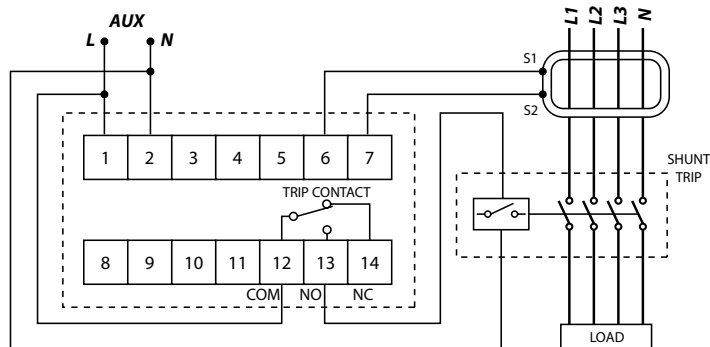 AUX
L N
L1 L2 L3 N
S1
S2
1 2 3 4 5 6 7
SHUNT
TRIP
TRIP CONTACT
8 9 10 11 12 13 14
COM NO NC
LOAD